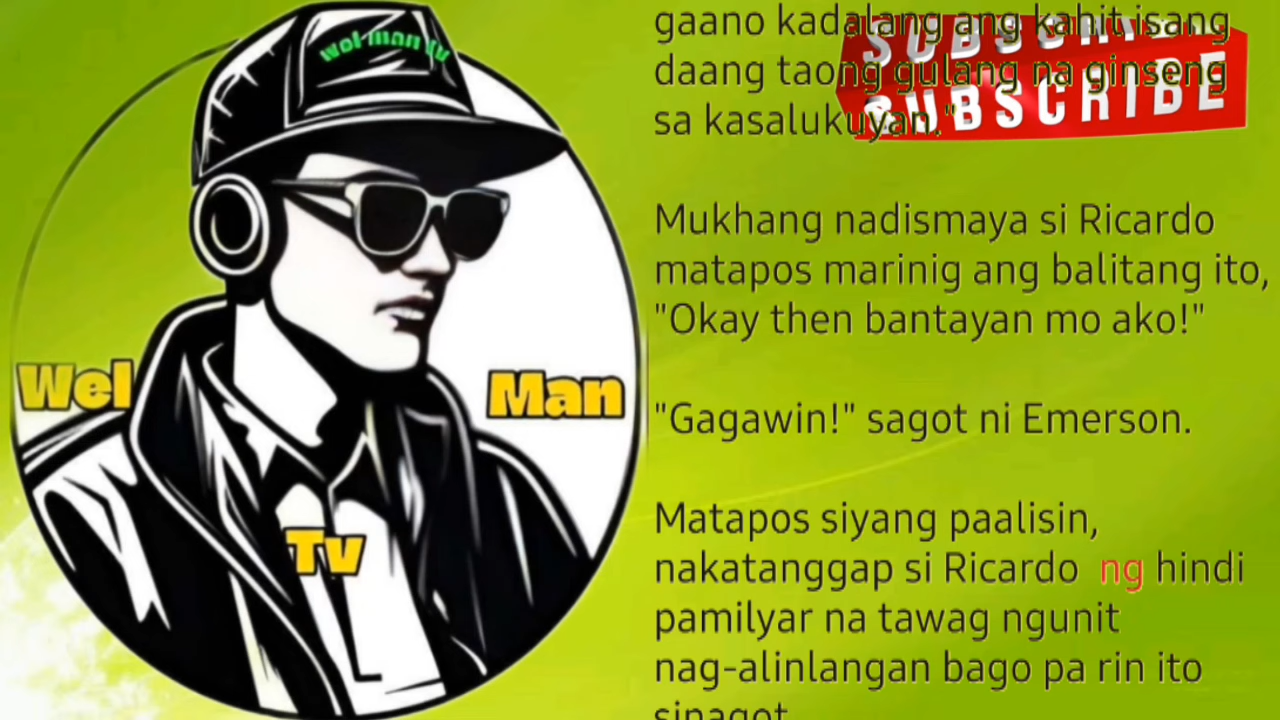 wel man tv
Wel
Man
Tv
gaano kadalang ang kahit isang
daang taong gulang na ginseng
sa kasalukuyan."
SUBSCRIBE
SUBSCRIBE
Mukhang nadismaya si Ricardo
matapos marinig ang balitang ito,
"Okay then bantayan mo ako!"
"Gagawin!" sagot ni Emerson.
Matapos siyang paalisin,
nakatanggap si Ricardo ng hindi
pamilyar na tawag ngunit
nag-alinlangan bago pa rin ito
sinagot